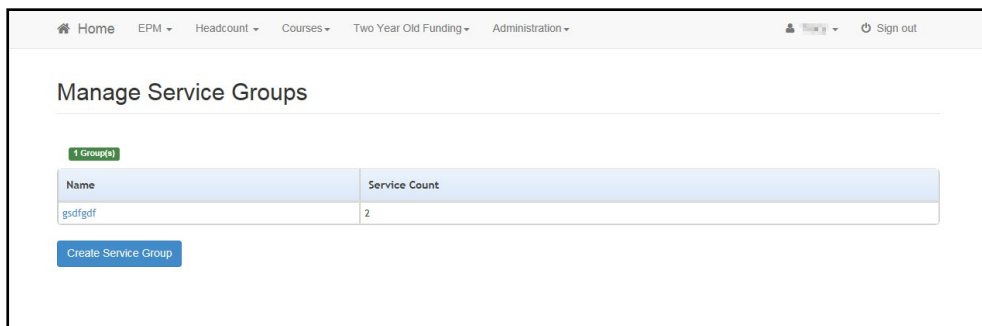 Home EPM Headcount Courses Two Year Old Funding Administration Sign out
Manage Service Groups
1 Group(s)
Name Service Count
gsdfgdf 2
Create Service Group